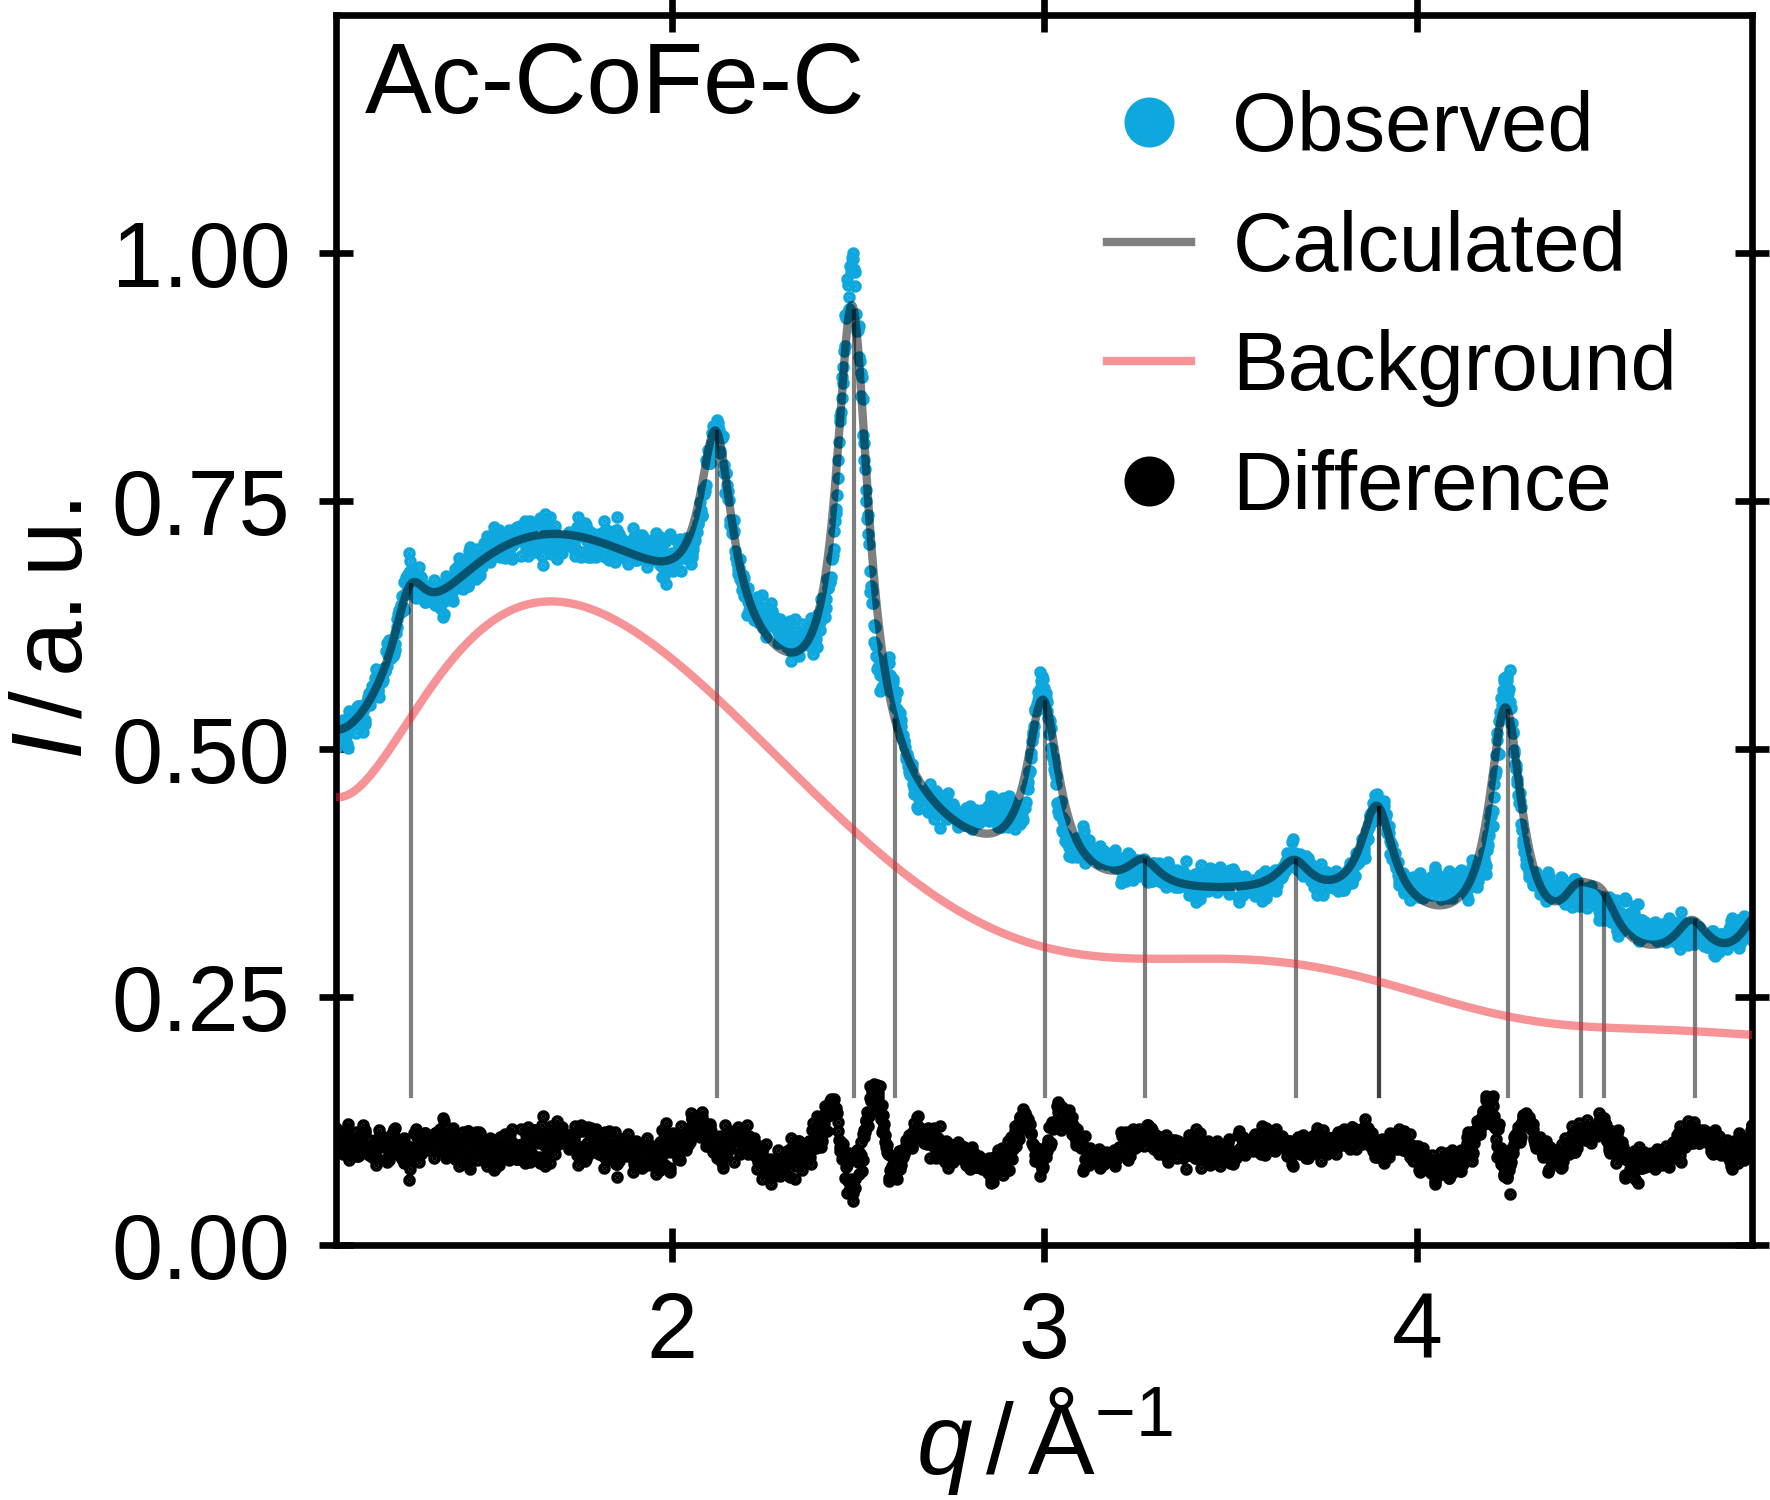 Ac-CoFe-C
Observed
Calculated
Background
Difference
1.00
0.75
0.50
0.25
0.00
I / a. u.
2
3
4
q / Å⁻¹